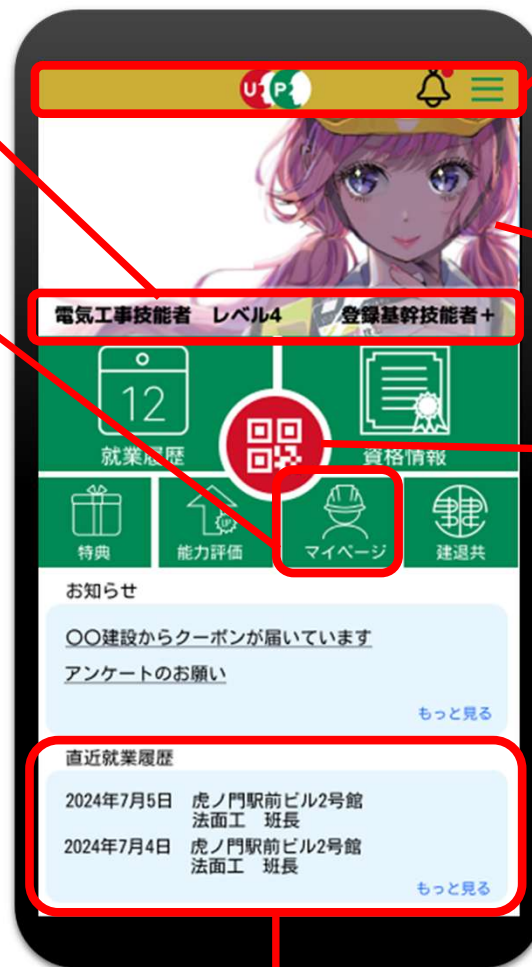 U P
電気工事技能者 レベル4 登録基幹技能者+
12
就業履歴 資格情報
UP
特典 能力評価 マイページ 建退共
お知らせ
〇〇建設からクーポンが届いています
アンケートのお願い
もっと見る
直近就業履歴
2024年7月5日 虎ノ門駅前ビル2号館
法面工 班長
2024年7月4日 虎ノ門駅前ビル2号館
法面工 班長
もっと見る